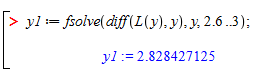 > y1 := fsolve(diff(L(y), y), y, 2.6 ..3);
y1 := 2.828427125